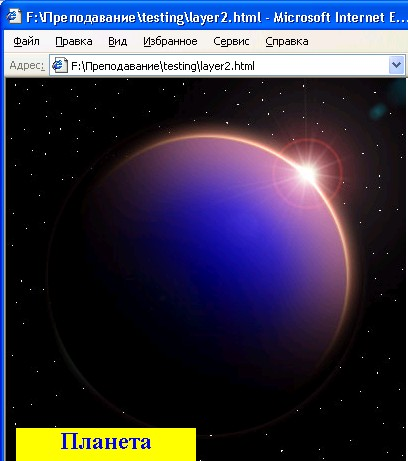 F:\Преподавание\testing\layer2.html - Microsoft Internet E...
Файл Правка Вид Избранное Сервис Справка
Адрес: F:\Преподавание\testing\layer2.html
Планета